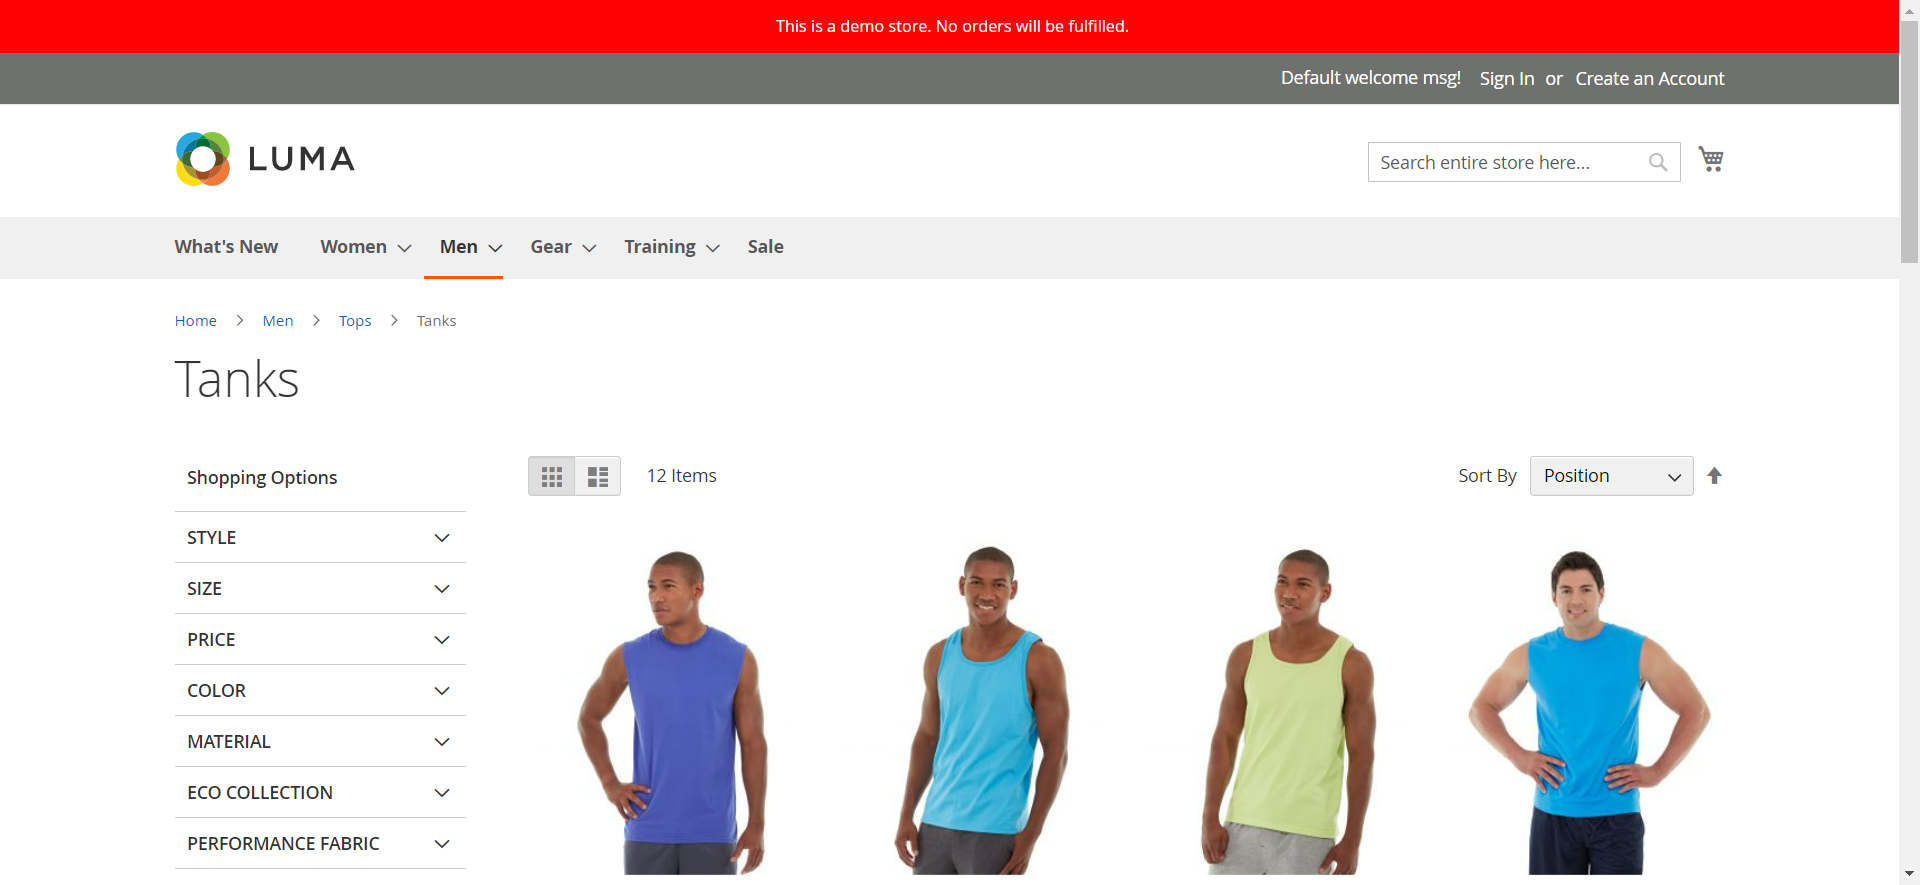 This is a demo store. No orders will be fulfilled.
Default welcome msg! Sign In or Create an Account
LUMA
Search entire store here...
What's New Women Men Gear Training Sale
Home Men Tops Tanks
Tanks
Shopping Options
12 Items
Sort By Position
STYLE
SIZE
PRICE
COLOR
MATERIAL
ECO COLLECTION
PERFORMANCE FABRIC